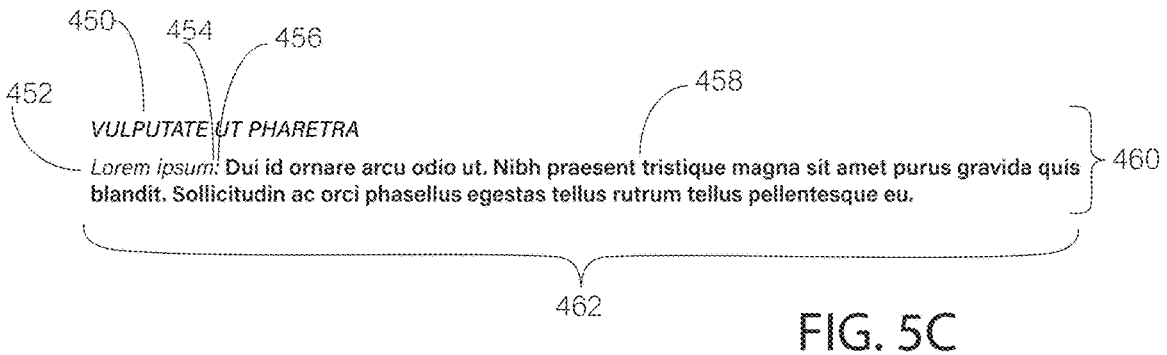 450
454
456
452
458
VULPUTATE UT PHARETRA
Lorem ipsum: Dui id ornare arcu odio ut. Nibh praesent tristique magna sit amet purus gravida quis
blandit. Sollicitudin ac orci phasellus egestas tellus rutrum tellus pellentesque eu.
460
462
FIG. 5C